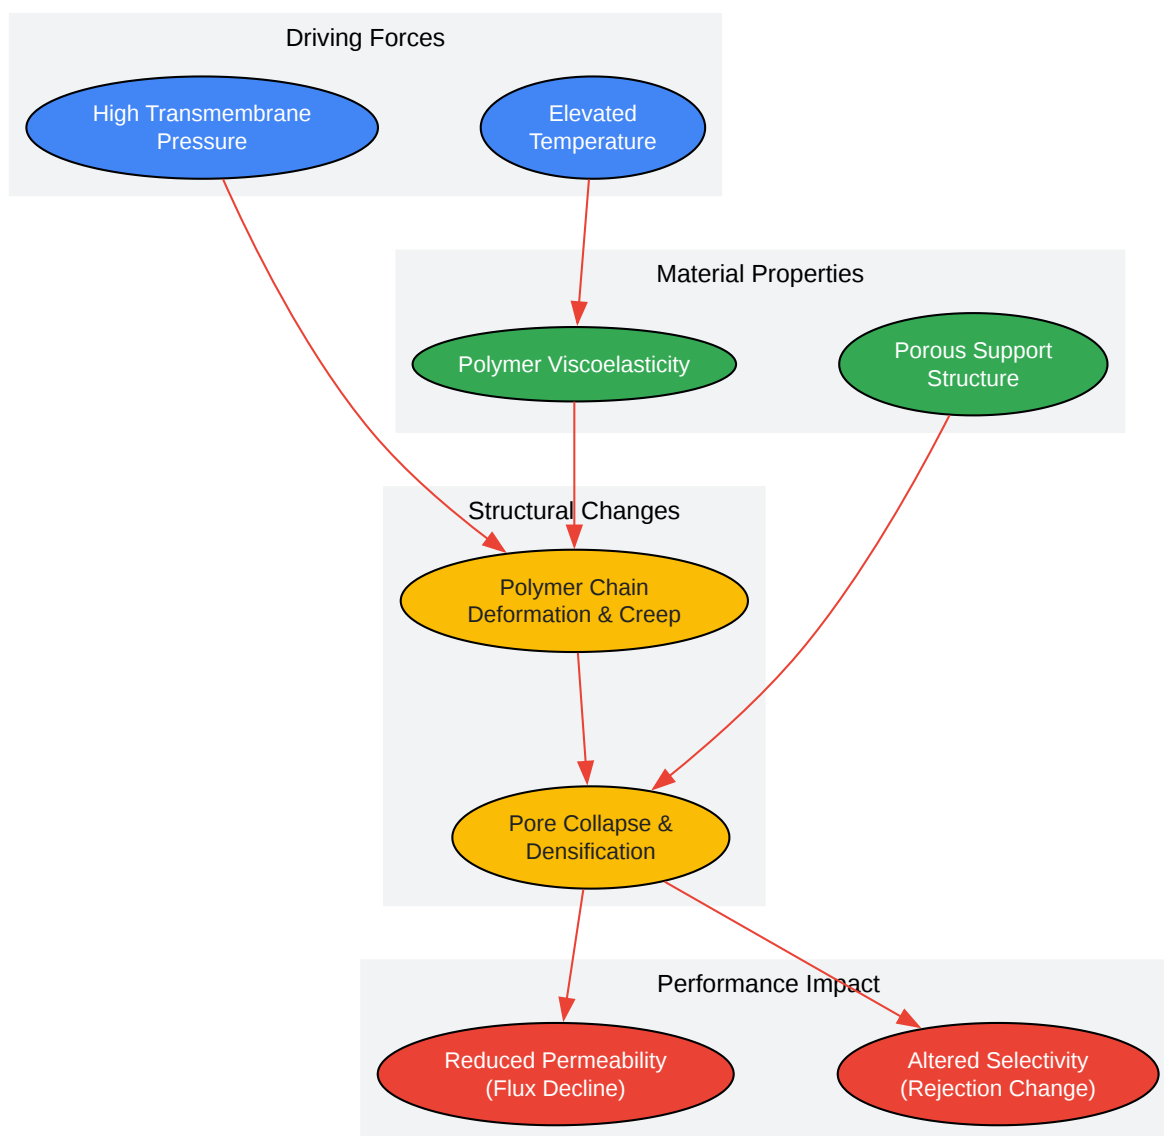 Driving Forces
High Transmembrane
Pressure
Elevated
Temperature
Material Properties
Polymer Viscoelasticity
Porous Support
Structure
Structural Changes
Polymer Chain
Deformation & Creep
Pore Collapse &
Densification
Performance Impact
Reduced Permeability
(Flux Decline)
Altered Selectivity
(Rejection Change)